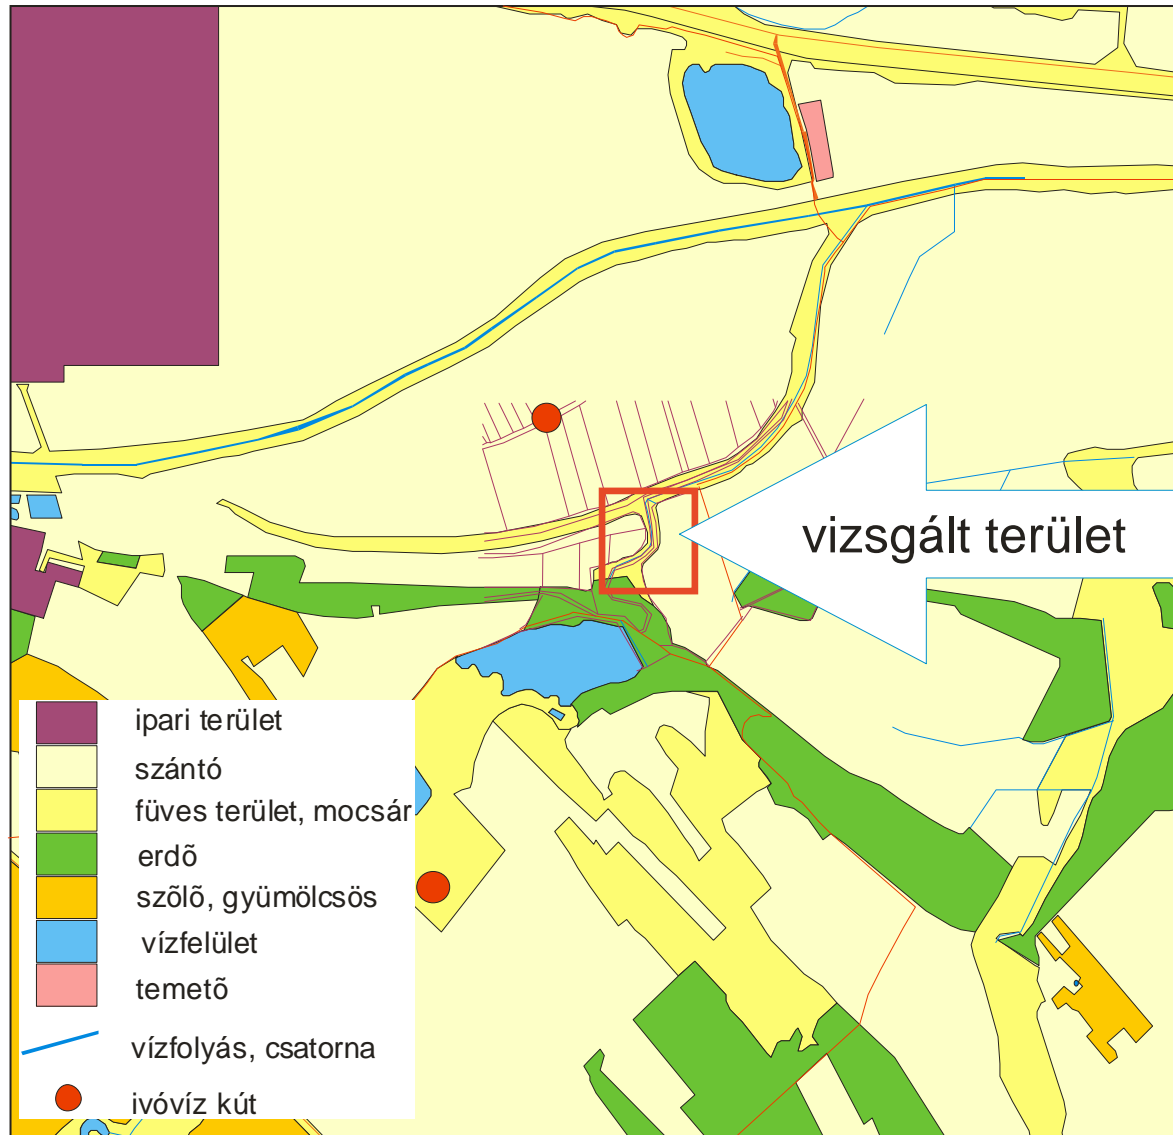 vizsgált terület
ipari terület
szántó
füves terület, mocsár
erdõ
szõlõ, gyümölcsös
vízfelület
temetõ
vízfolyás, csatorna
ivóvíz kút